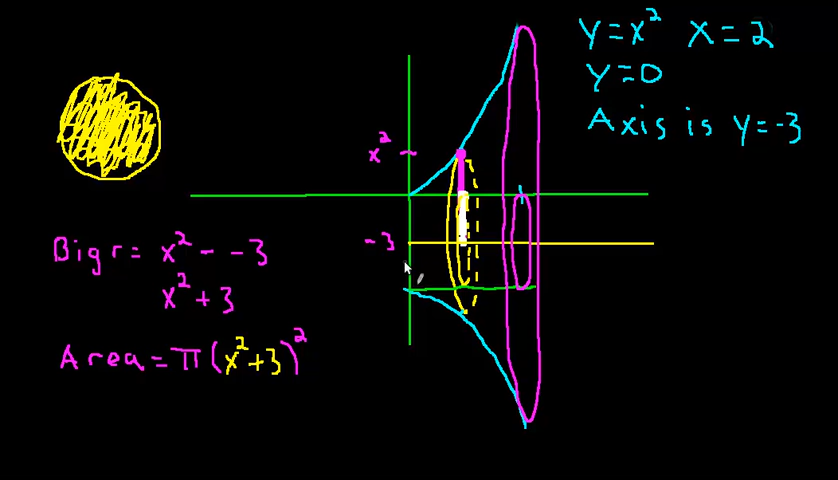 y = x² x = 2
y = 0
Axis is y = -3
x²
-3
Big r = x² - -3
x² + 3
Area = π(x² + 3)²